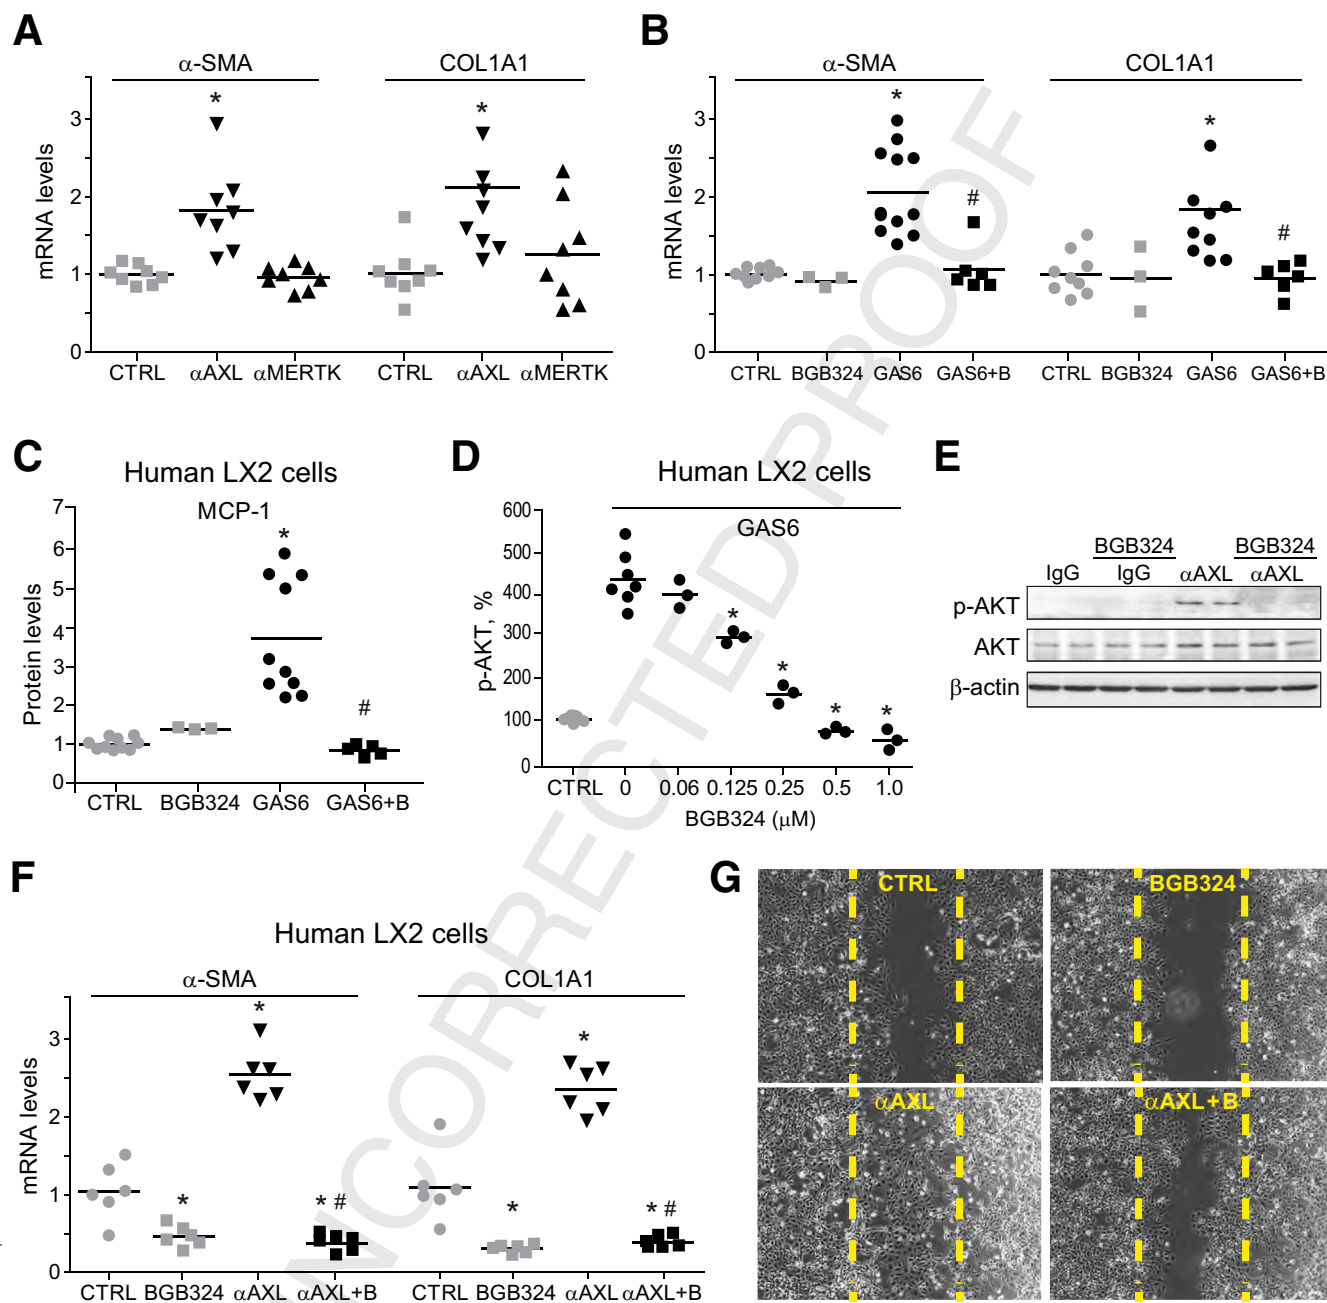 A
α-SMA
COL1A1
*
*
mRNA levels
3
2
1
0
CTRL
αAXL
αMERTK
CTRL
αAXL
αMERTK
B
α-SMA
COL1A1
*
#
*
#
mRNA levels
3
2
1
0
CTRL
BGB324
GAS6
GAS6+B
CTRL
BGB324
GAS6
GAS6+B
C
Human LX2 cells
MCP-1
*
#
Protein levels
7
6
5
4
3
2
1
0
CTRL
BGB324
GAS6
GAS6+B
D
Human LX2 cells
GAS6
*
*
*
*
p-AKT, %
600
500
400
300
200
100
0
CTRL
0
0.06
0.125
0.25
0.5
1.0
BGB324 (μM)
E
BGB324
BGB324
IgG
IgG
αAXL
αAXL
p-AKT
AKT
β-actin
F
Human LX2 cells
α-SMA
COL1A1
*
*
*
* #
*
* #
mRNA levels
3
2
1
0
CTRL
BGB324
αAXL
αAXL+B
CTRL
BGB324
αAXL
αAXL+B
G
CTRL
BGB324
αAXL
αAXL+B
NCORRECTED PROOF